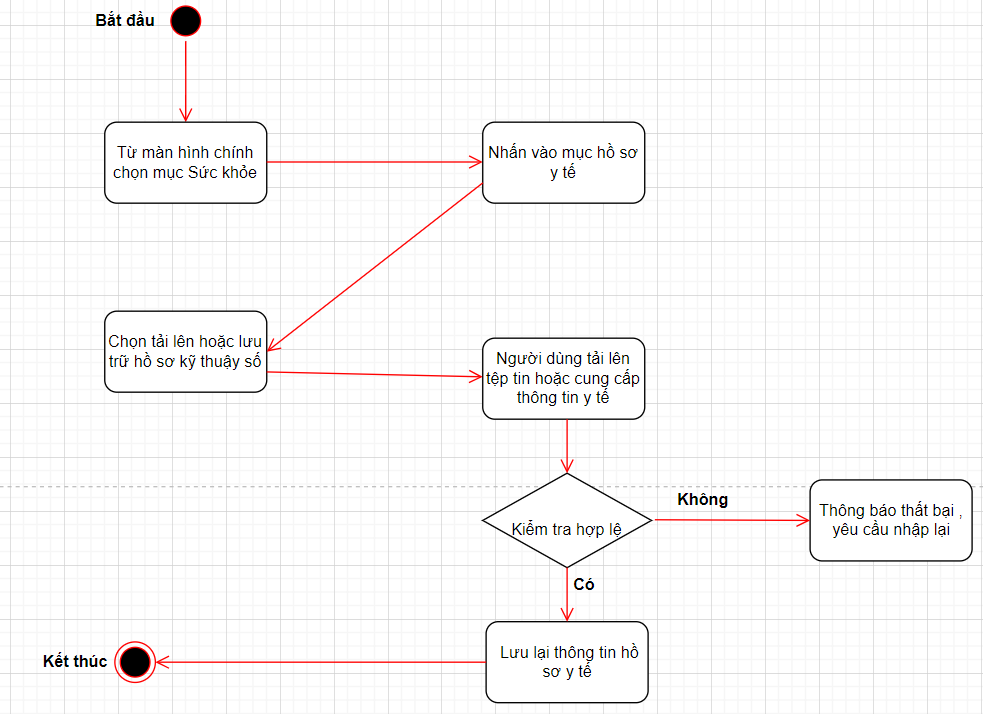 Bắt đầu
Từ màn hình chính
chọn mục Sức khỏe
Nhấn vào mục hồ sơ
y tế
Chọn tải lên hoặc lưu
trữ hồ sơ kỹ thuậy số
Người dùng tải lên
tệp tin hoặc cung cấp
thông tin y tế
Kiểm tra hợp lệ
Không
Thông báo thất bại ,
yêu cầu nhập lại
Có
Lưu lại thông tin hồ
sơ y tế
Kết thúc